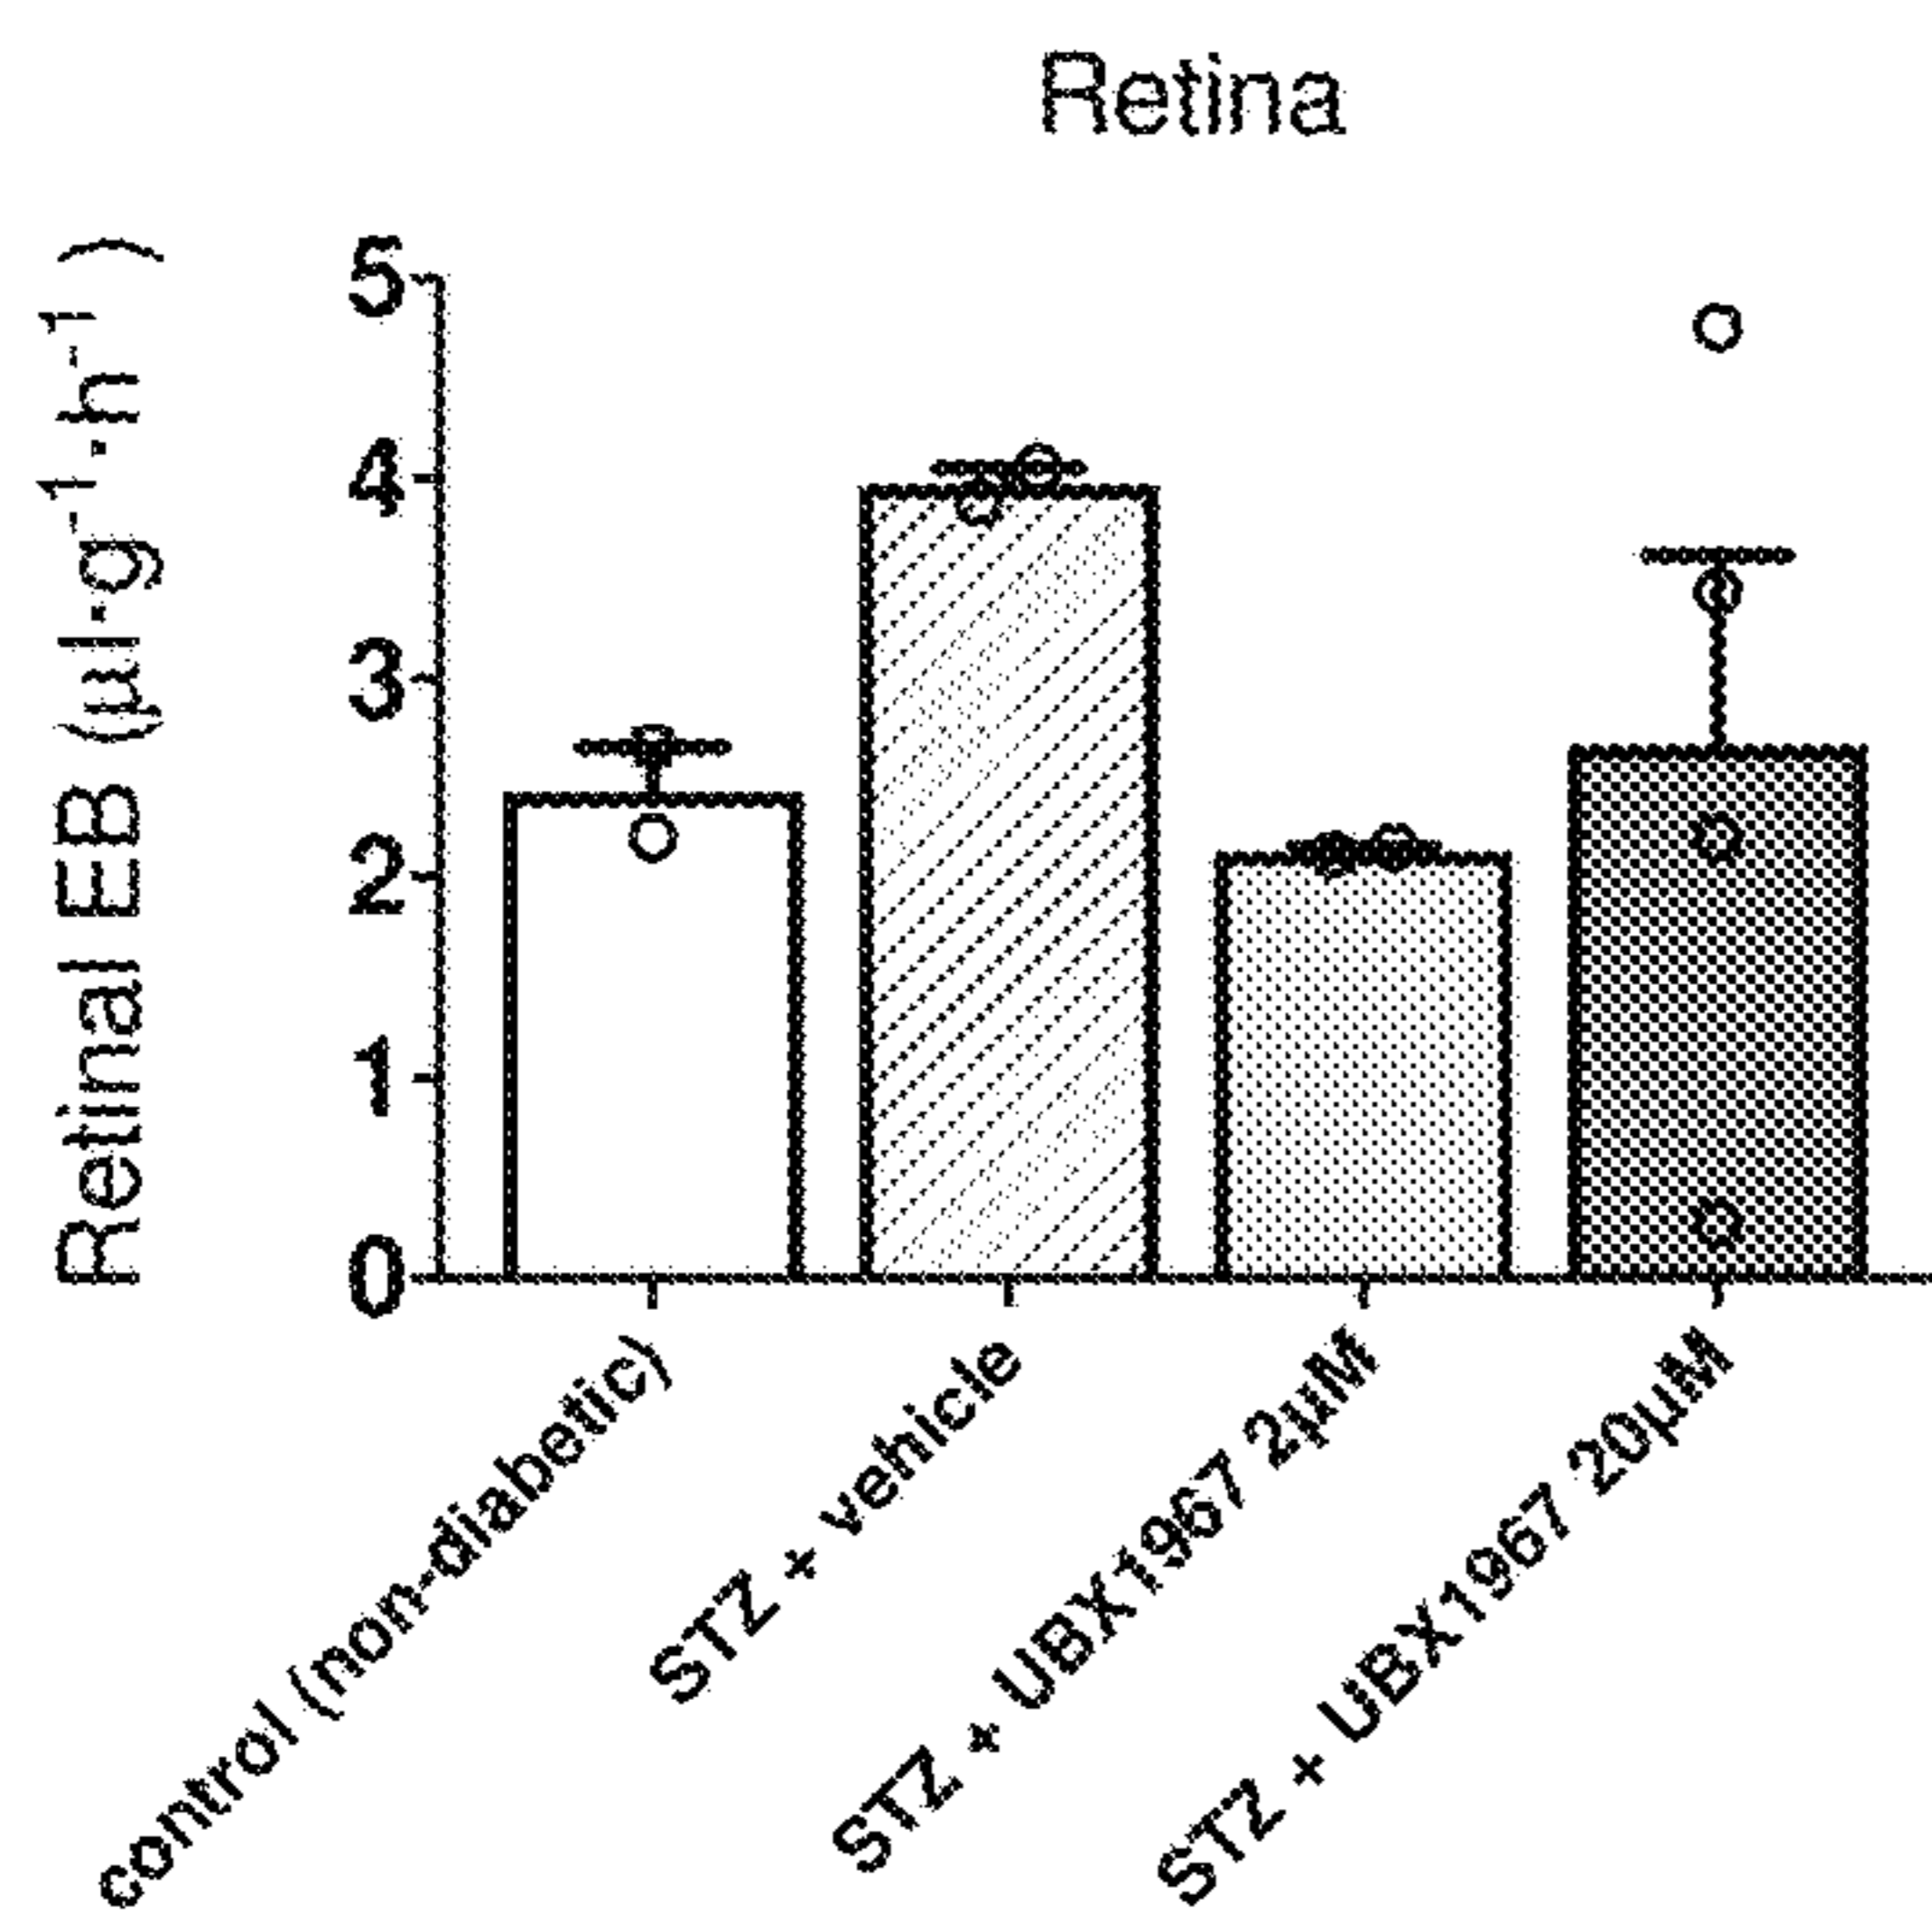 Retina
Retinal EB (µl·g⁻¹·h⁻¹ )
5
4
3
2
1
0
control (non-diabetic)
STZ + vehicle
STZ + UBX1967 2µM
STZ + UBX1967 20µM